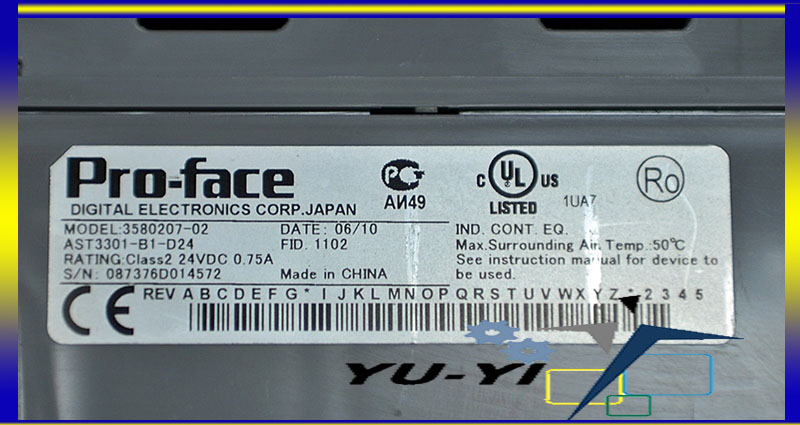 Pro-face
DIGITAL ELECTRONICS CORP.JAPAN
РСТ
АИ49
C UL US
LISTED 1UA7
Ro
MODEL:3580207-02 DATE: 06/10 IND. CONT. EQ.
AST3301-B1-D24 FID. 1102 Max.Surrounding Air Temp.:50℃
RATING:Class2 24VDC 0.75A See instruction manual for device to
S/N: 087376D014572 Made in CHINA be used.
CE
REV A B C D E F G * I J K L M N O P Q R S T U V W X Y Z * 2 3 4 5
YU-YI